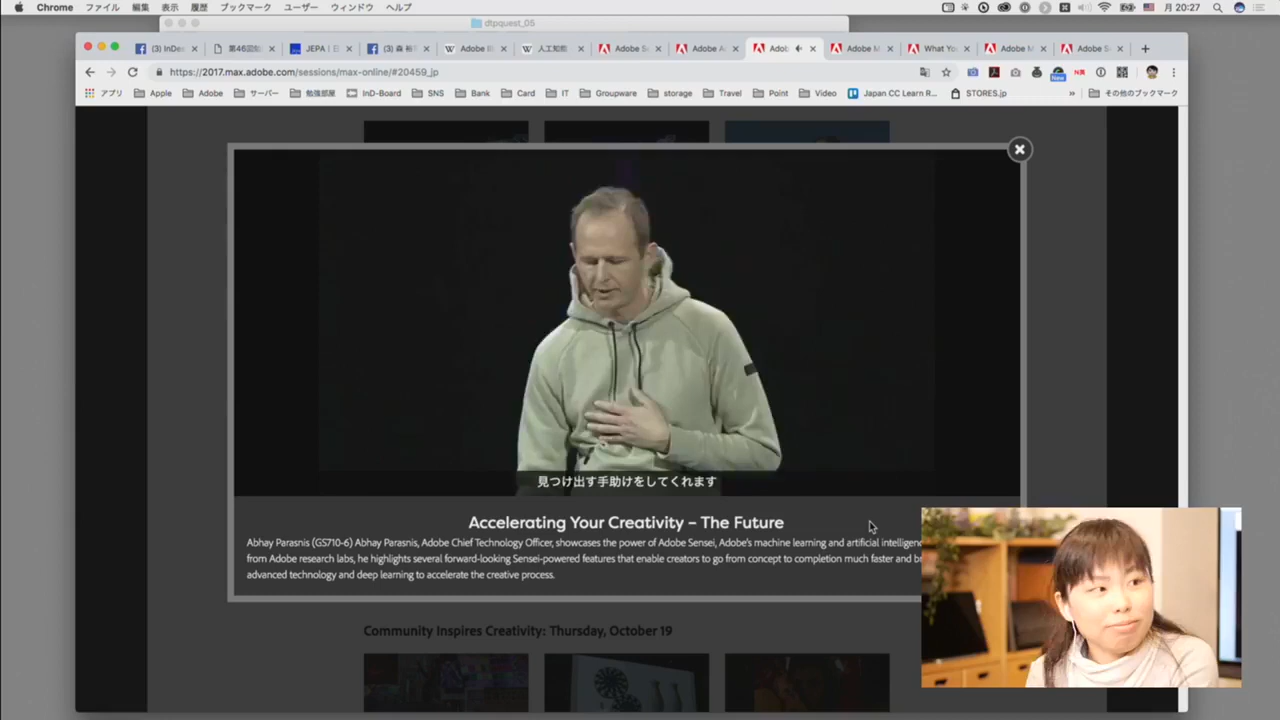 Chrome ファイル 編集 表示 履歴 ブックマーク ユーザー ウィンドウ ヘルプ 月 20:27
dtpquest_05
(3) InDes 第46回勉 JEPA | 日 (3) 森 裕 Adobe Il 人工知能 Adobe S Adobe A Adob Adobe M What Yo Adobe M Adobe S
https://2017.max.adobe.com/sessions/max-online/#20459_jp
アプリ Apple Adobe サーバー 勉強部屋 InD-Board SNS Bank Card IT Groupware storage Travel Point Video Japan CC Learn R... STORES.jp » その他のブックマーク
見つけ出す手助けをしてくれます
Accelerating Your Creativity – The Future
Abhay Parasnis (GS710-6) Abhay Parasnis, Adobe Chief Technology Officer, showcases the power of Adobe Sensei, Adobe's machine learning and artificial intelligenc
from Adobe research labs, he highlights several forward-looking Sensei-powered features that enable creators to go from concept to completion much faster and br
advanced technology and deep learning to accelerate the creative process.
Community Inspires Creativity: Thursday, October 19